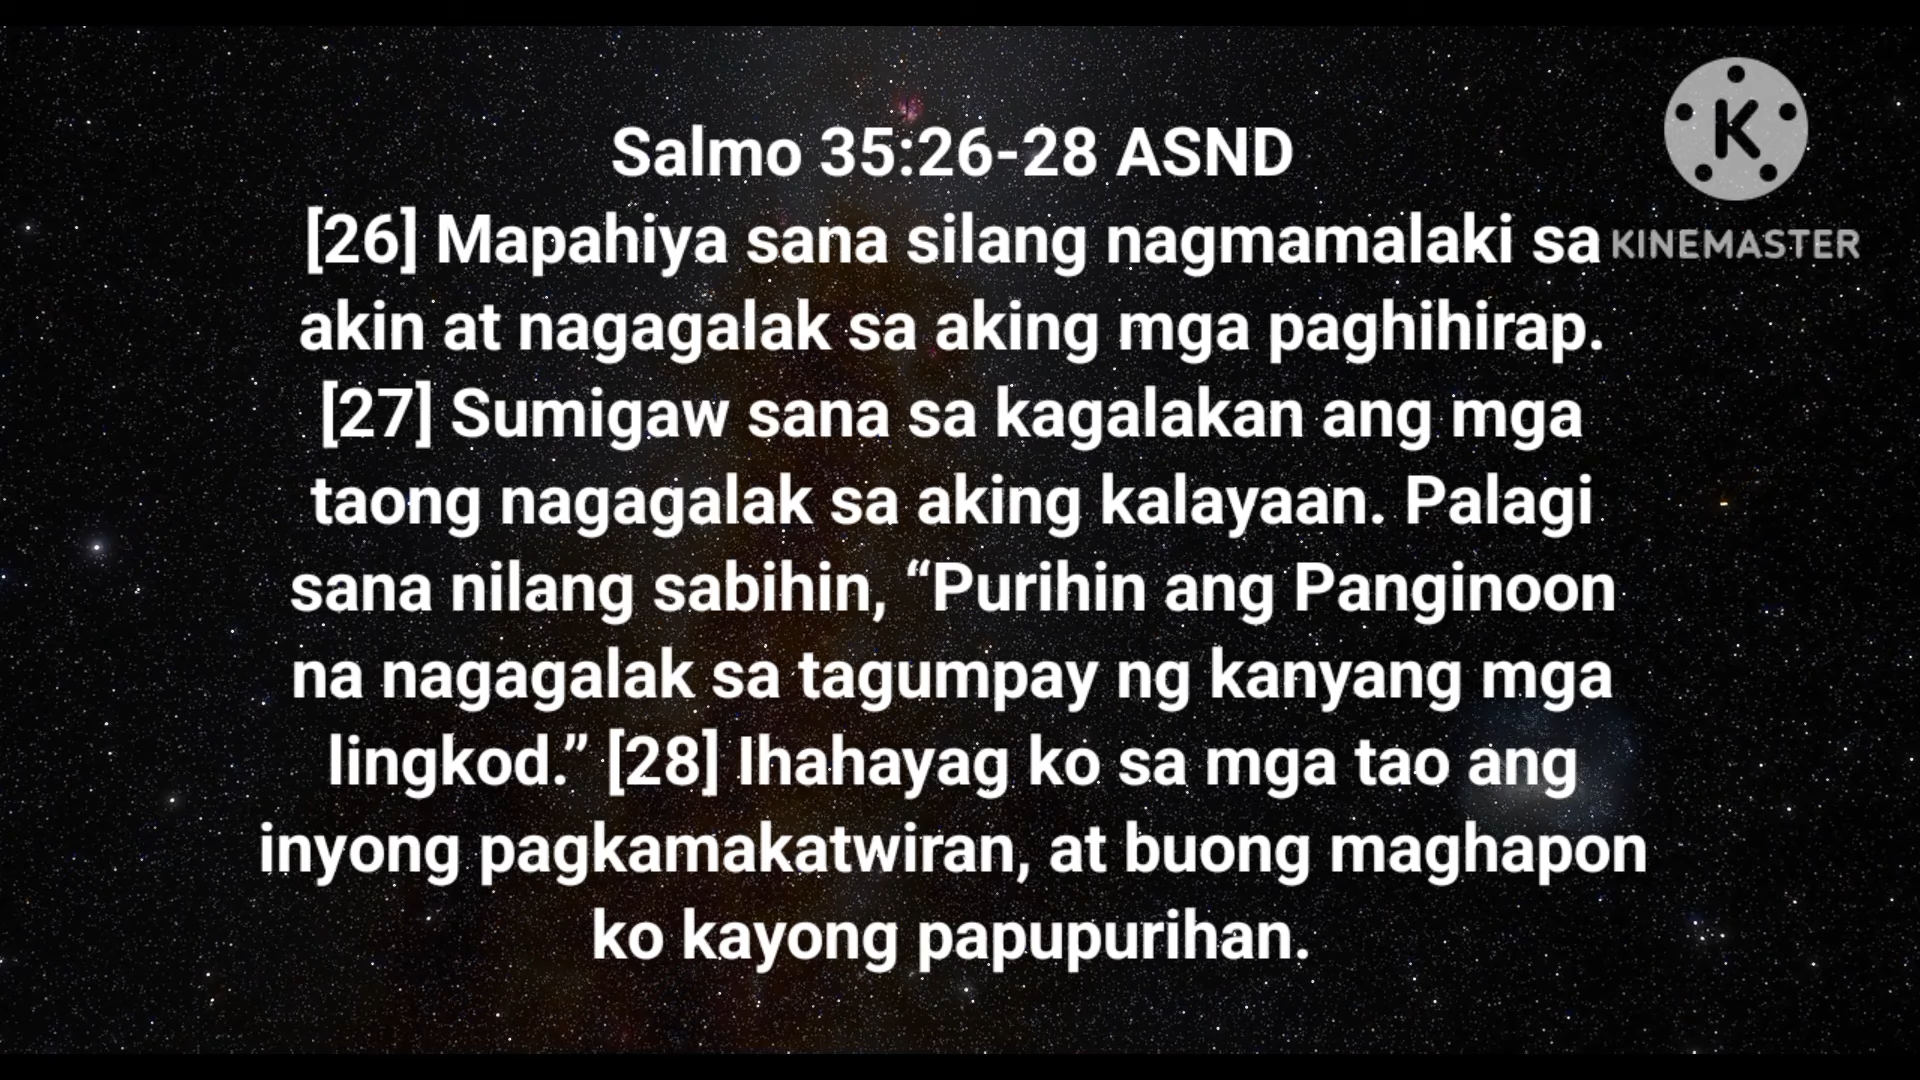 Salmo 35:26-28 ASND
[26] Mapahiya sana silang nagmamalaki sa
akin at nagagalak sa aking mga paghihirap.
[27] Sumigaw sana sa kagalakan ang mga
taong nagagalak sa aking kalayaan. Palagi
sana nilang sabihin, “Purihin ang Panginoon
na nagagalak sa tagumpay ng kanyang mga
lingkod.” [28] Ihahayag ko sa mga tao ang
inyong pagkamakatwiran, at buong maghapon
ko kayong papupurihan.
K
KINEMASTER